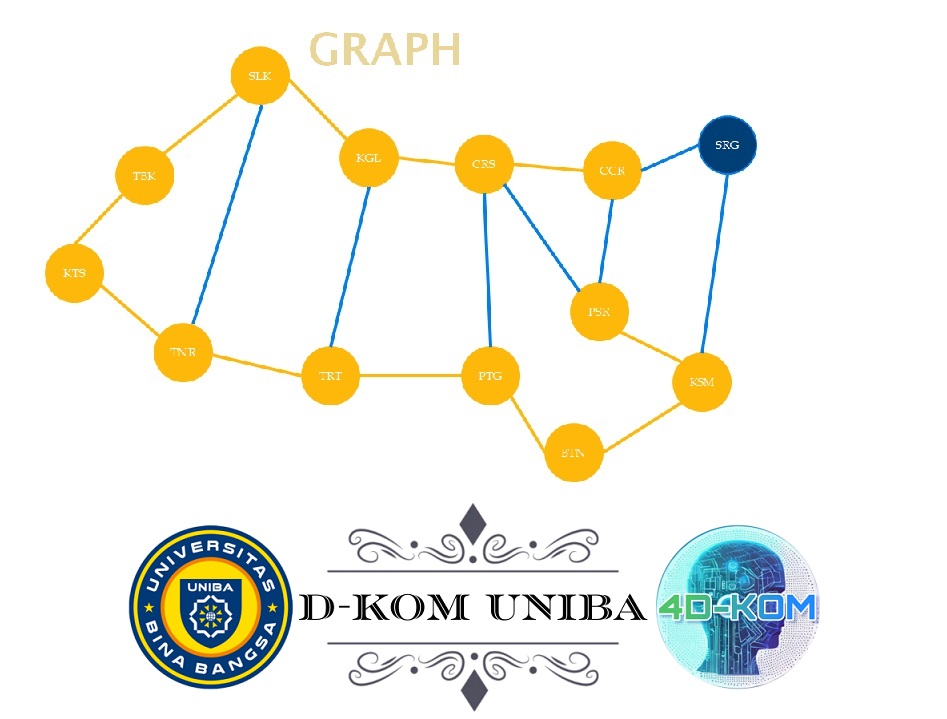 GRAPH
SLK
SRG
KGL
CRS
CCR
TBK
KTS
PSR
TNR
TRT
PTG
KSM
BTN
UNIVERSITAS
UNIBA
BINA BANGSA
D-KOM UNIBA
4D-KOM